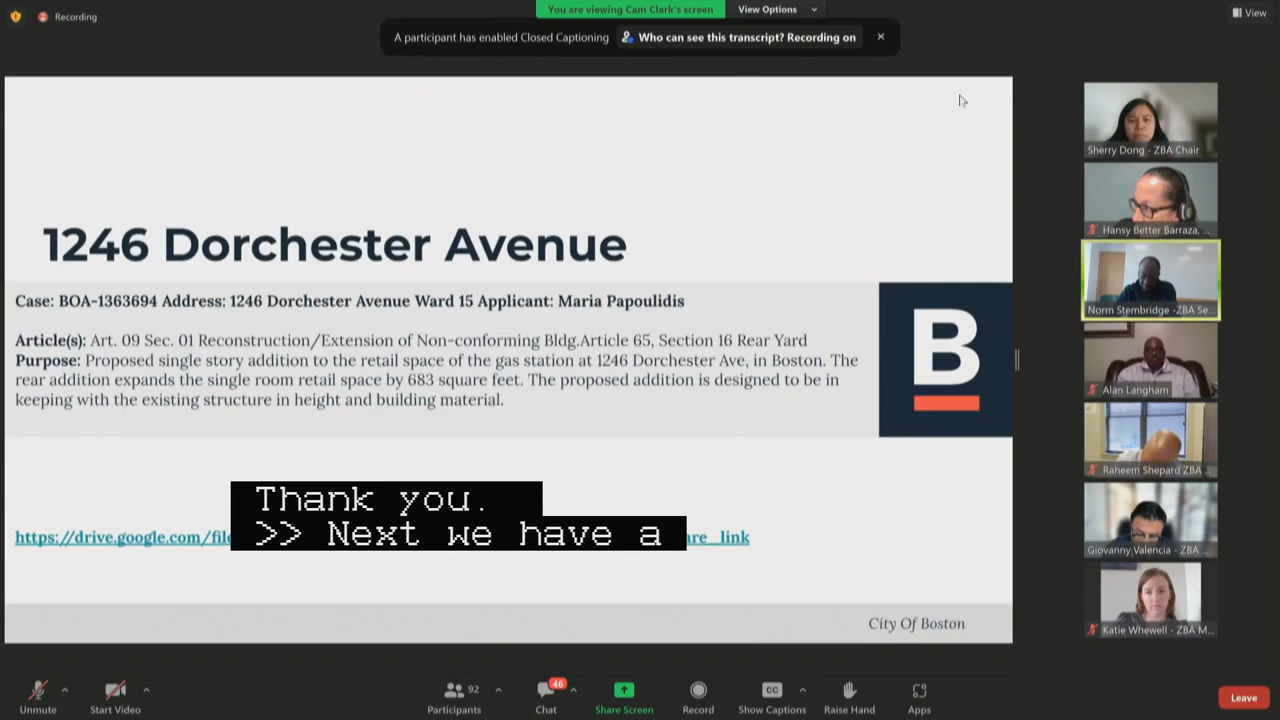 Recording
You are viewing Cam Clark's screen
View Options
View
A participant has enabled Closed Captioning
Who can see this transcript? Recording on
1246 Dorchester Avenue
Case: BOA-1363694 Address: 1246 Dorchester Avenue Ward 15 Applicant: Maria Papoulidis
Article(s): Art. 09 Sec. 01 Reconstruction/Extension of Non-conforming Bldg.Article 65, Section 16 Rear Yard
Purpose: Proposed single story addition to the retail space of the gas station at 1246 Dorchester Ave, in Boston. The
rear addition expands the single room retail space by 683 square feet. The proposed addition is designed to be in
keeping with the existing structure in height and building material.
B
Thank you.
>> Next we have a
https://drive.google.com/file
are_link
City Of Boston
Sherry Dong - ZBA Chair
Hansy Better Barraza, ...
Norm Stembridge -ZBA Se...
Alan Langham
Raheem Shepard ZBA ...
Giovanny Valencia - ZBA ...
Katie Whewell - ZBA M...
Unmute
Start Video
92
Participants
46
Chat
Share Screen
Record
CC
Show Captions
Raise Hand
Apps
Leave